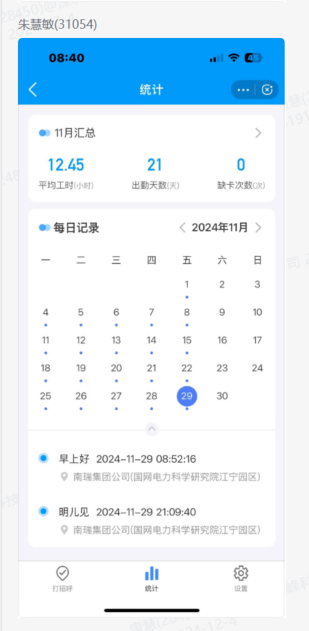 朱慧敏(31054)
08:40
统计
11月汇总
12.45 21 0
平均工时(小时) 出勤天数(天) 缺卡次数(次)
每日记录 2024年11月
一 二 三 四 五 六 日
1 2 3
4 5 6 7 8 9 10
11 12 13 14 15 16 17
18 19 20 21 22 23 24
25 26 27 28 29 30
早上好 2024-11-29 08:52:16
南瑞集团公司(国网电力科学研究院江宁园区)
明儿见 2024-11-29 21:09:40
南瑞集团公司(国网电力科学研究院江宁园区)
打招呼 统计 设置